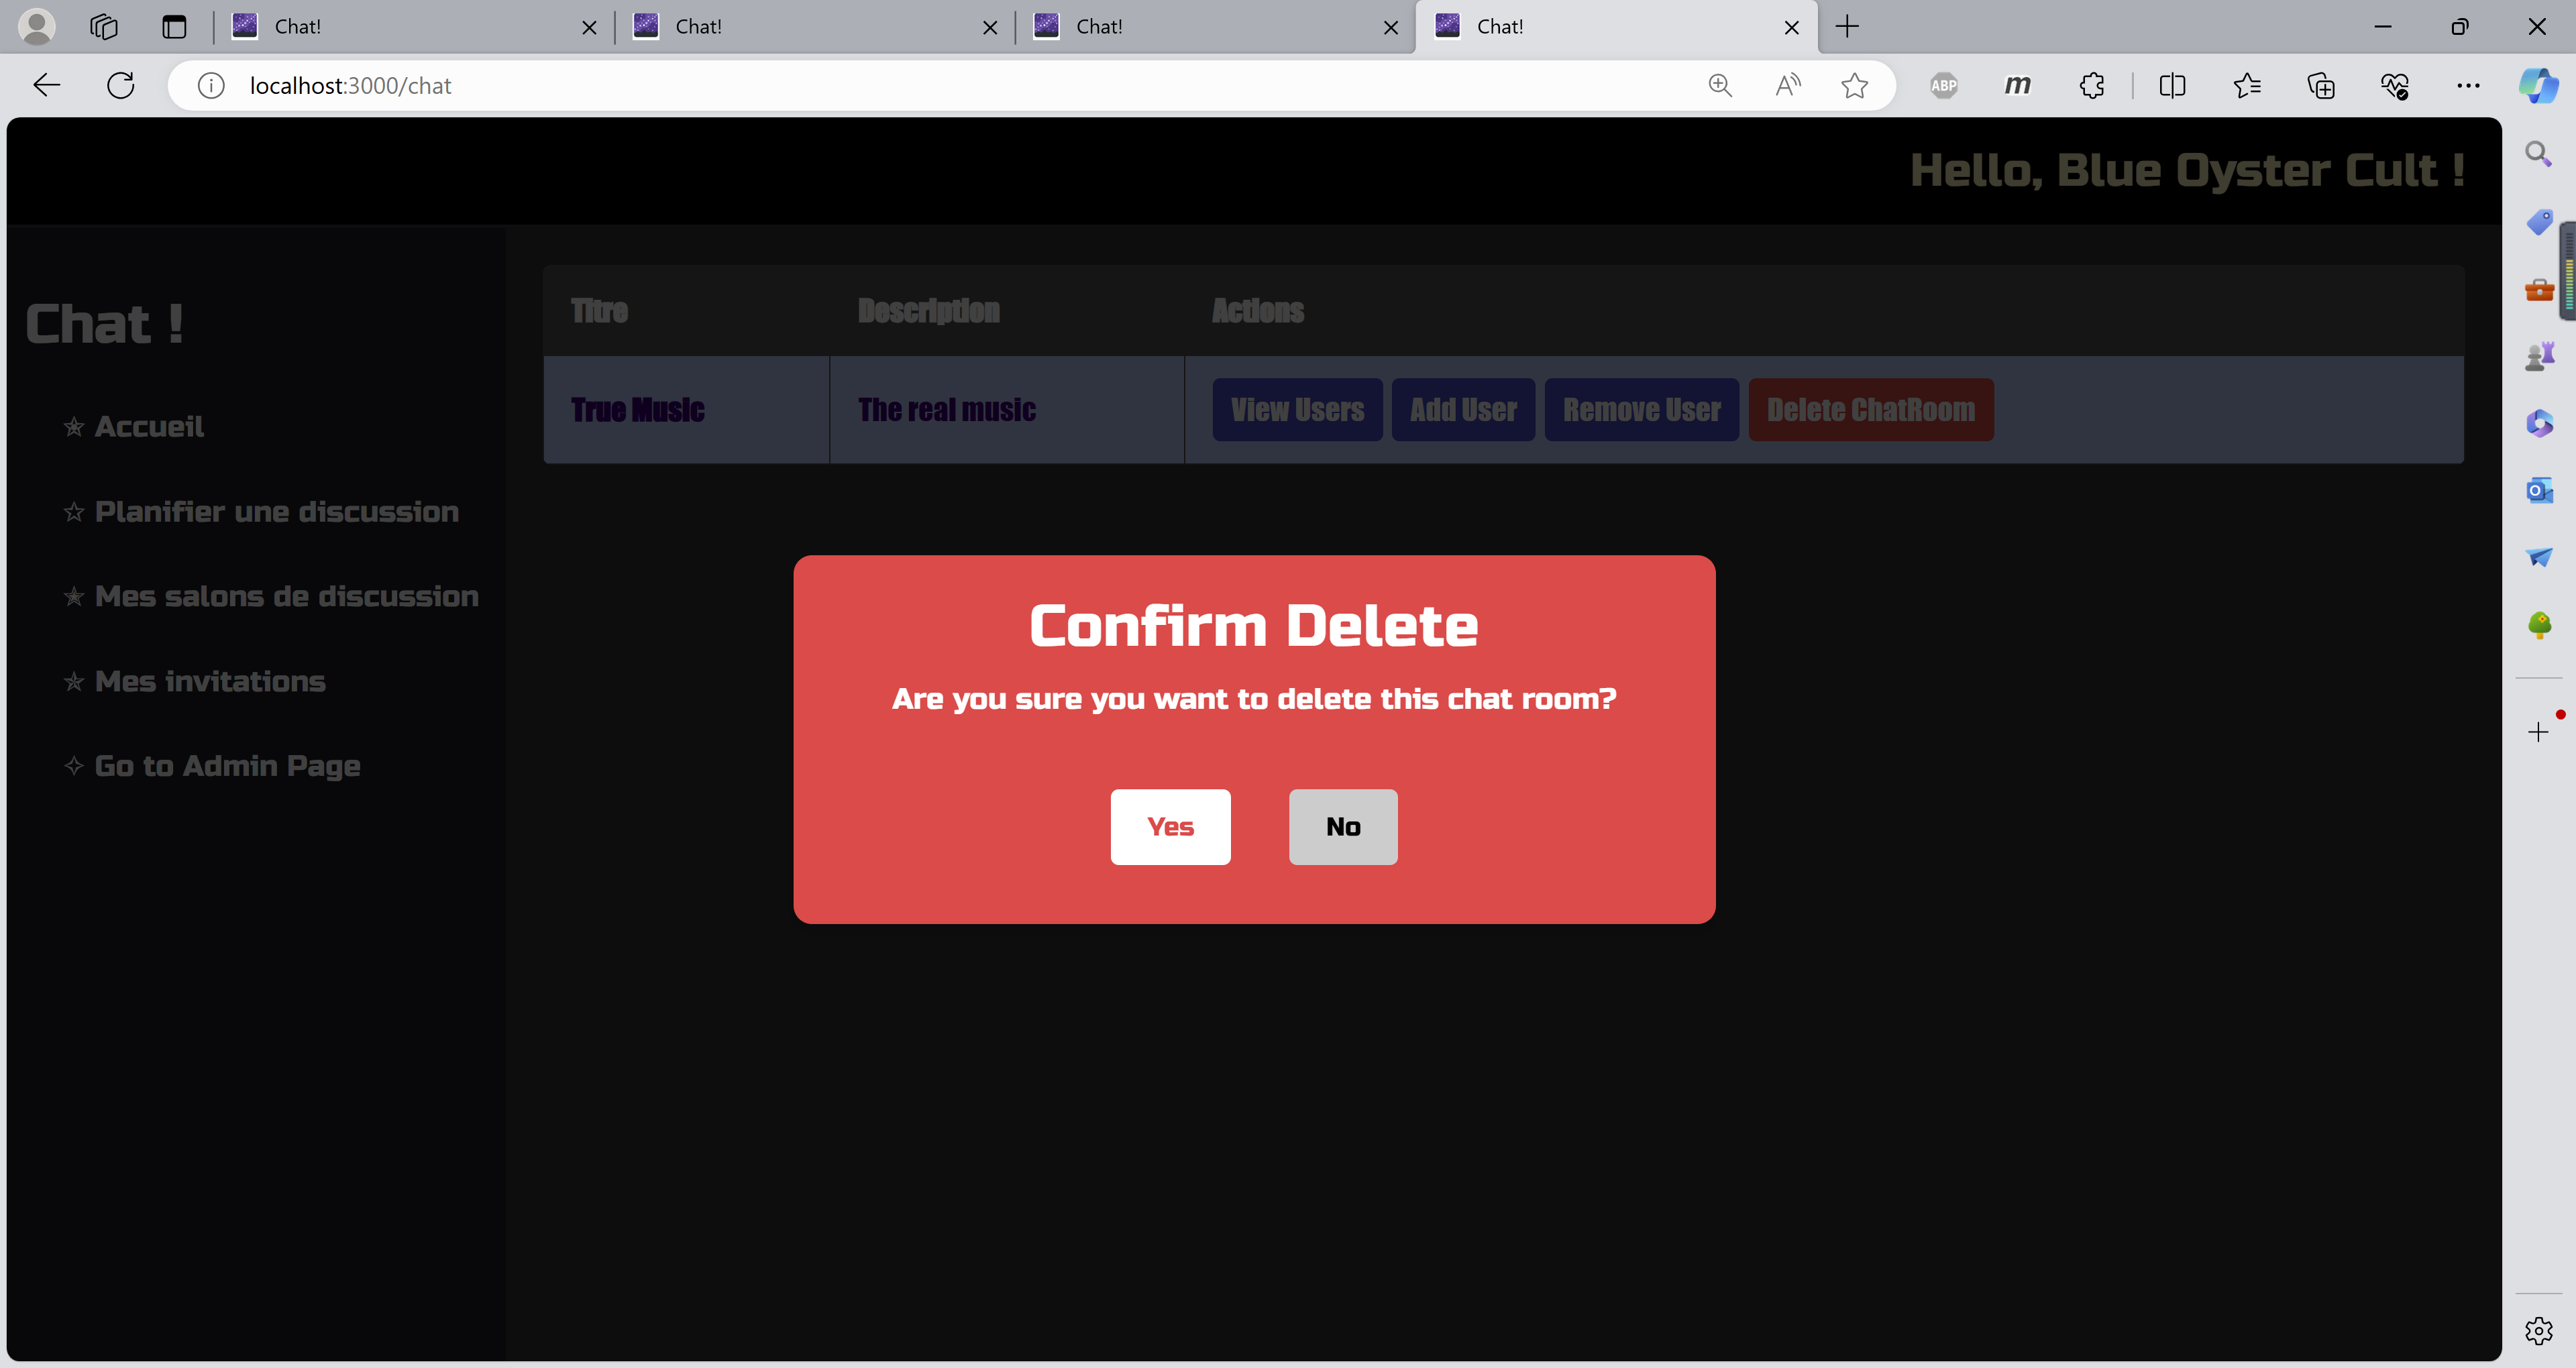 Chat!
Chat!
Chat!
Chat!
localhost:3000/chat
ABP
m
Hello, Blue Oyster Cult !
Chat !
Accueil
Planifier une discussion
Mes salons de discussion
Mes invitations
Go to Admin Page
Titre Description Actions
True Music The real music View Users Add User Remove User Delete ChatRoom
Confirm Delete
Are you sure you want to delete this chat room?
Yes No